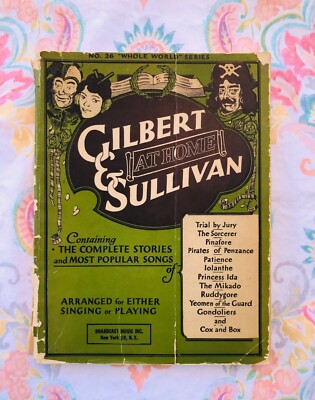 NO. 26 "WHOLE WORLD" SERIES
GILBERT
AT HOME
& SULLIVAN
Containing
THE COMPLETE STORIES
and MOST POPULAR SONGS
of
ARRANGED for EITHER
SINGING or PLAYING
Trial by Jury
The Sorcerer
Pinafore
Pirates of Penzance
Patience
Iolanthe
Princess Ida
The Mikado
Ruddygore
Yeomen of the Guard
Gondoliers
and
Cox and Box
BROADCAST MUSIC INC.
New York 19, N.Y.